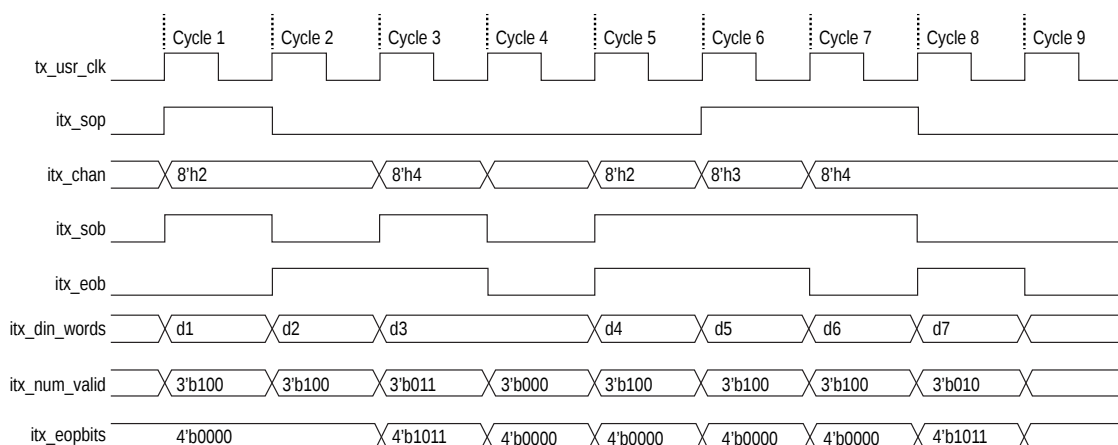 Cycle 1 Cycle 2 Cycle 3 Cycle 4 Cycle 5 Cycle 6 Cycle 7 Cycle 8 Cycle 9
tx_usr_clk
itx_sop
itx_chan 8'h2 8'h4 8'h2 8'h3 8'h4
itx_sob
itx_eob
itx_din_words d1 d2 d3 d4 d5 d6 d7
itx_num_valid 3'b100 3'b100 3'b011 3'b000 3'b100 3'b100 3'b100 3'b010
itx_eopbits 4'b0000 4'b1011 4'b0000 4'b0000 4'b0000 4'b0000 4'b1011